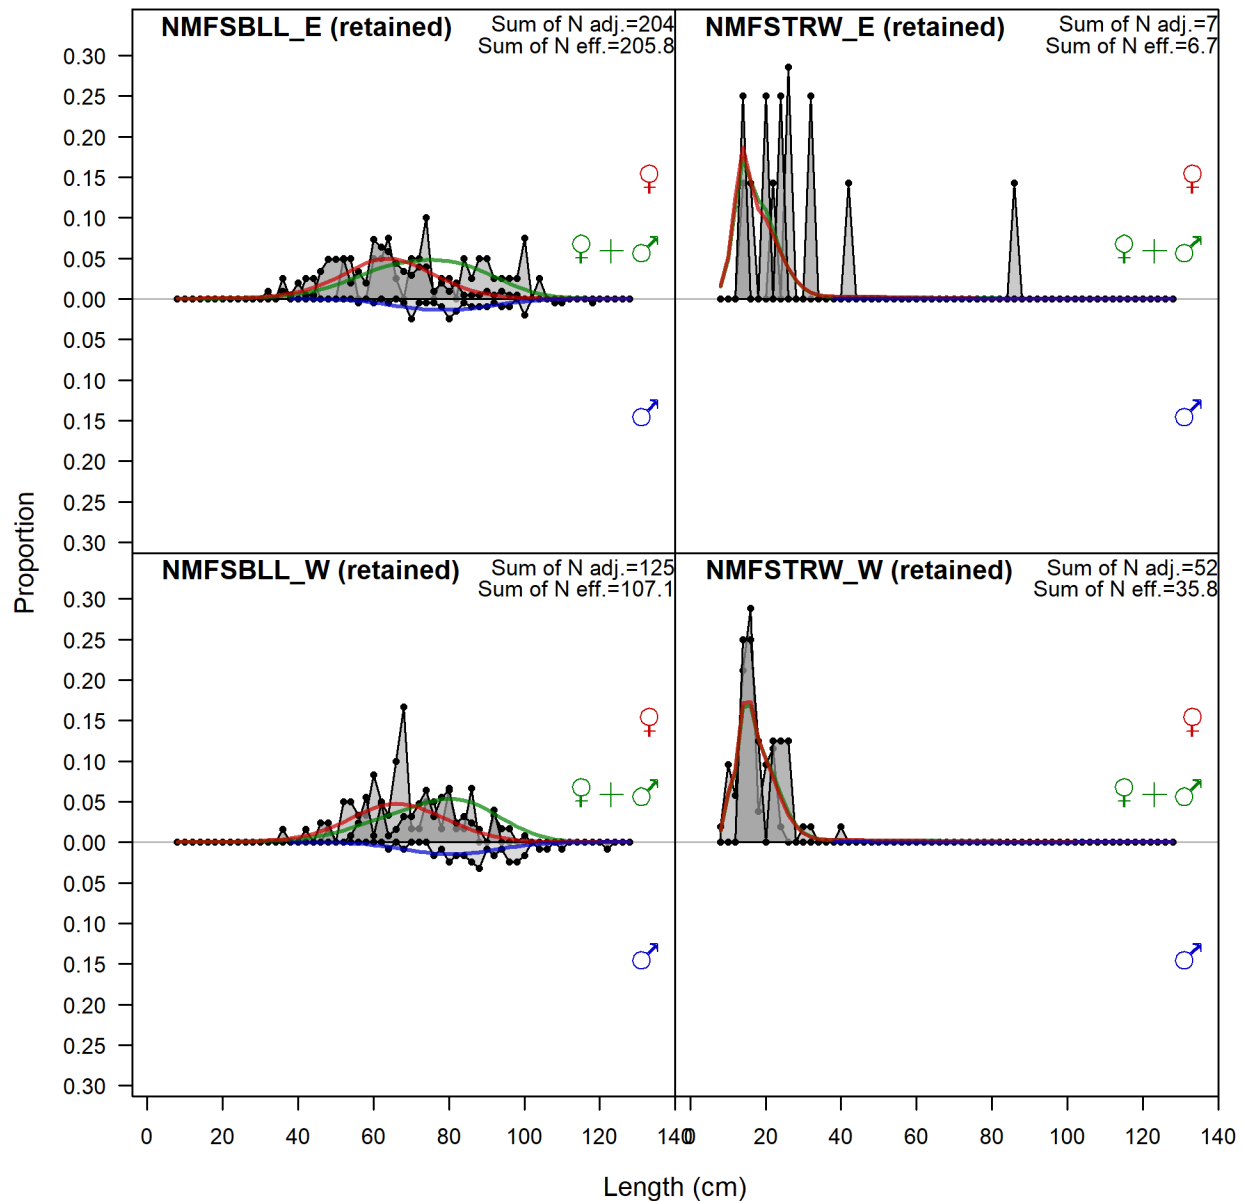 NMFSBLL_E (retained)
Sum of N adj.=204
Sum of N eff.=205.8
NMFSTRW_E (retained)
Sum of N adj.=7
Sum of N eff.=6.7
0.30
0.25
0.20
0.15
0.10
0.05
0.00
0.05
0.10
0.15
0.20
0.25
0.30
♀
♀+♂
♂
♀
♀+♂
♂
Proportion
NMFSBLL_W (retained)
Sum of N adj.=125
Sum of N eff.=107.1
NMFSTRW_W (retained)
Sum of N adj.=52
Sum of N eff.=35.8
0.30
0.25
0.20
0.15
0.10
0.05
0.00
0.05
0.10
0.15
0.20
0.25
0.30
♀
♀+♂
♂
♀
♀+♂
♂
0 20 40 60 80 100 120 140
0 20 40 60 80 100 120 140
Length (cm)